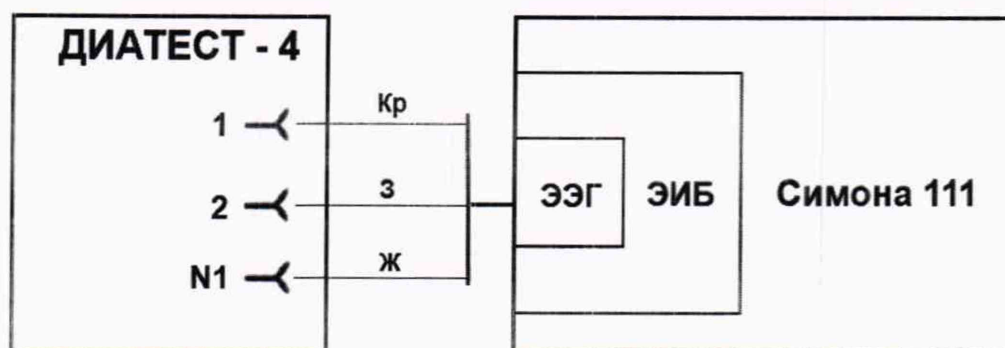 ДИАТЕСТ - 4
1
Кр
2
З
N1
Ж
ЭЭГ
ЭИБ
Симона 111